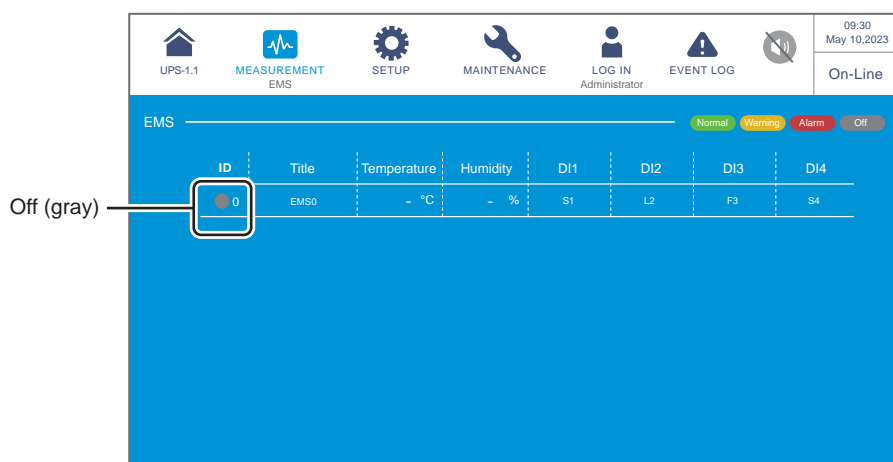 09:30
May 10,2023
UPS-1.1 MEASUREMENT SETUP MAINTENANCE LOG IN EVENT LOG On-Line
EMS Administrator
EMS Normal Warning Alarm Off
ID Title Temperature Humidity DI1 DI2 DI3 DI4
Off (gray) 0 EMS0 - °C - % S1 L2 F3 S4